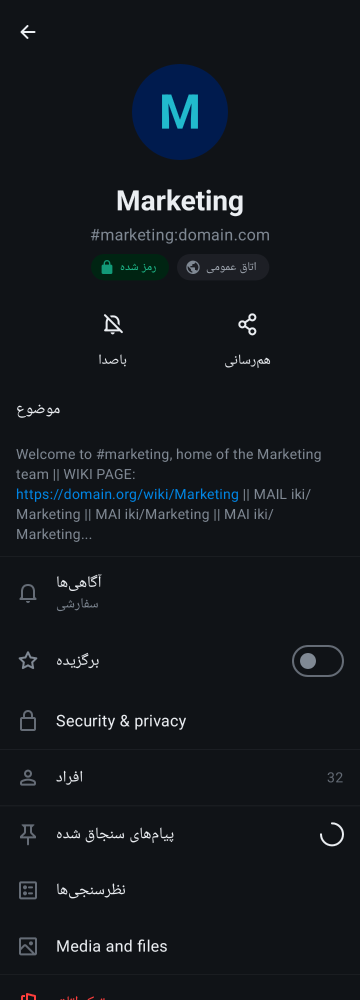 M
Marketing
#marketing:domain.com
رمز شده
اتاق عمومی
باصدا
هم‌رسانی
موضوع
Welcome to #marketing, home of the Marketing
team || WIKI PAGE:
https://domain.org/wiki/Marketing || MAIL iki/
Marketing || MAI iki/Marketing || MAI iki/
Marketing...
آگاهی‌ها
سفارشی
برگزیده
Security & privacy
افراد
32
پیام‌های سنجاق شده
نظرسنجی‌ها
Media and files